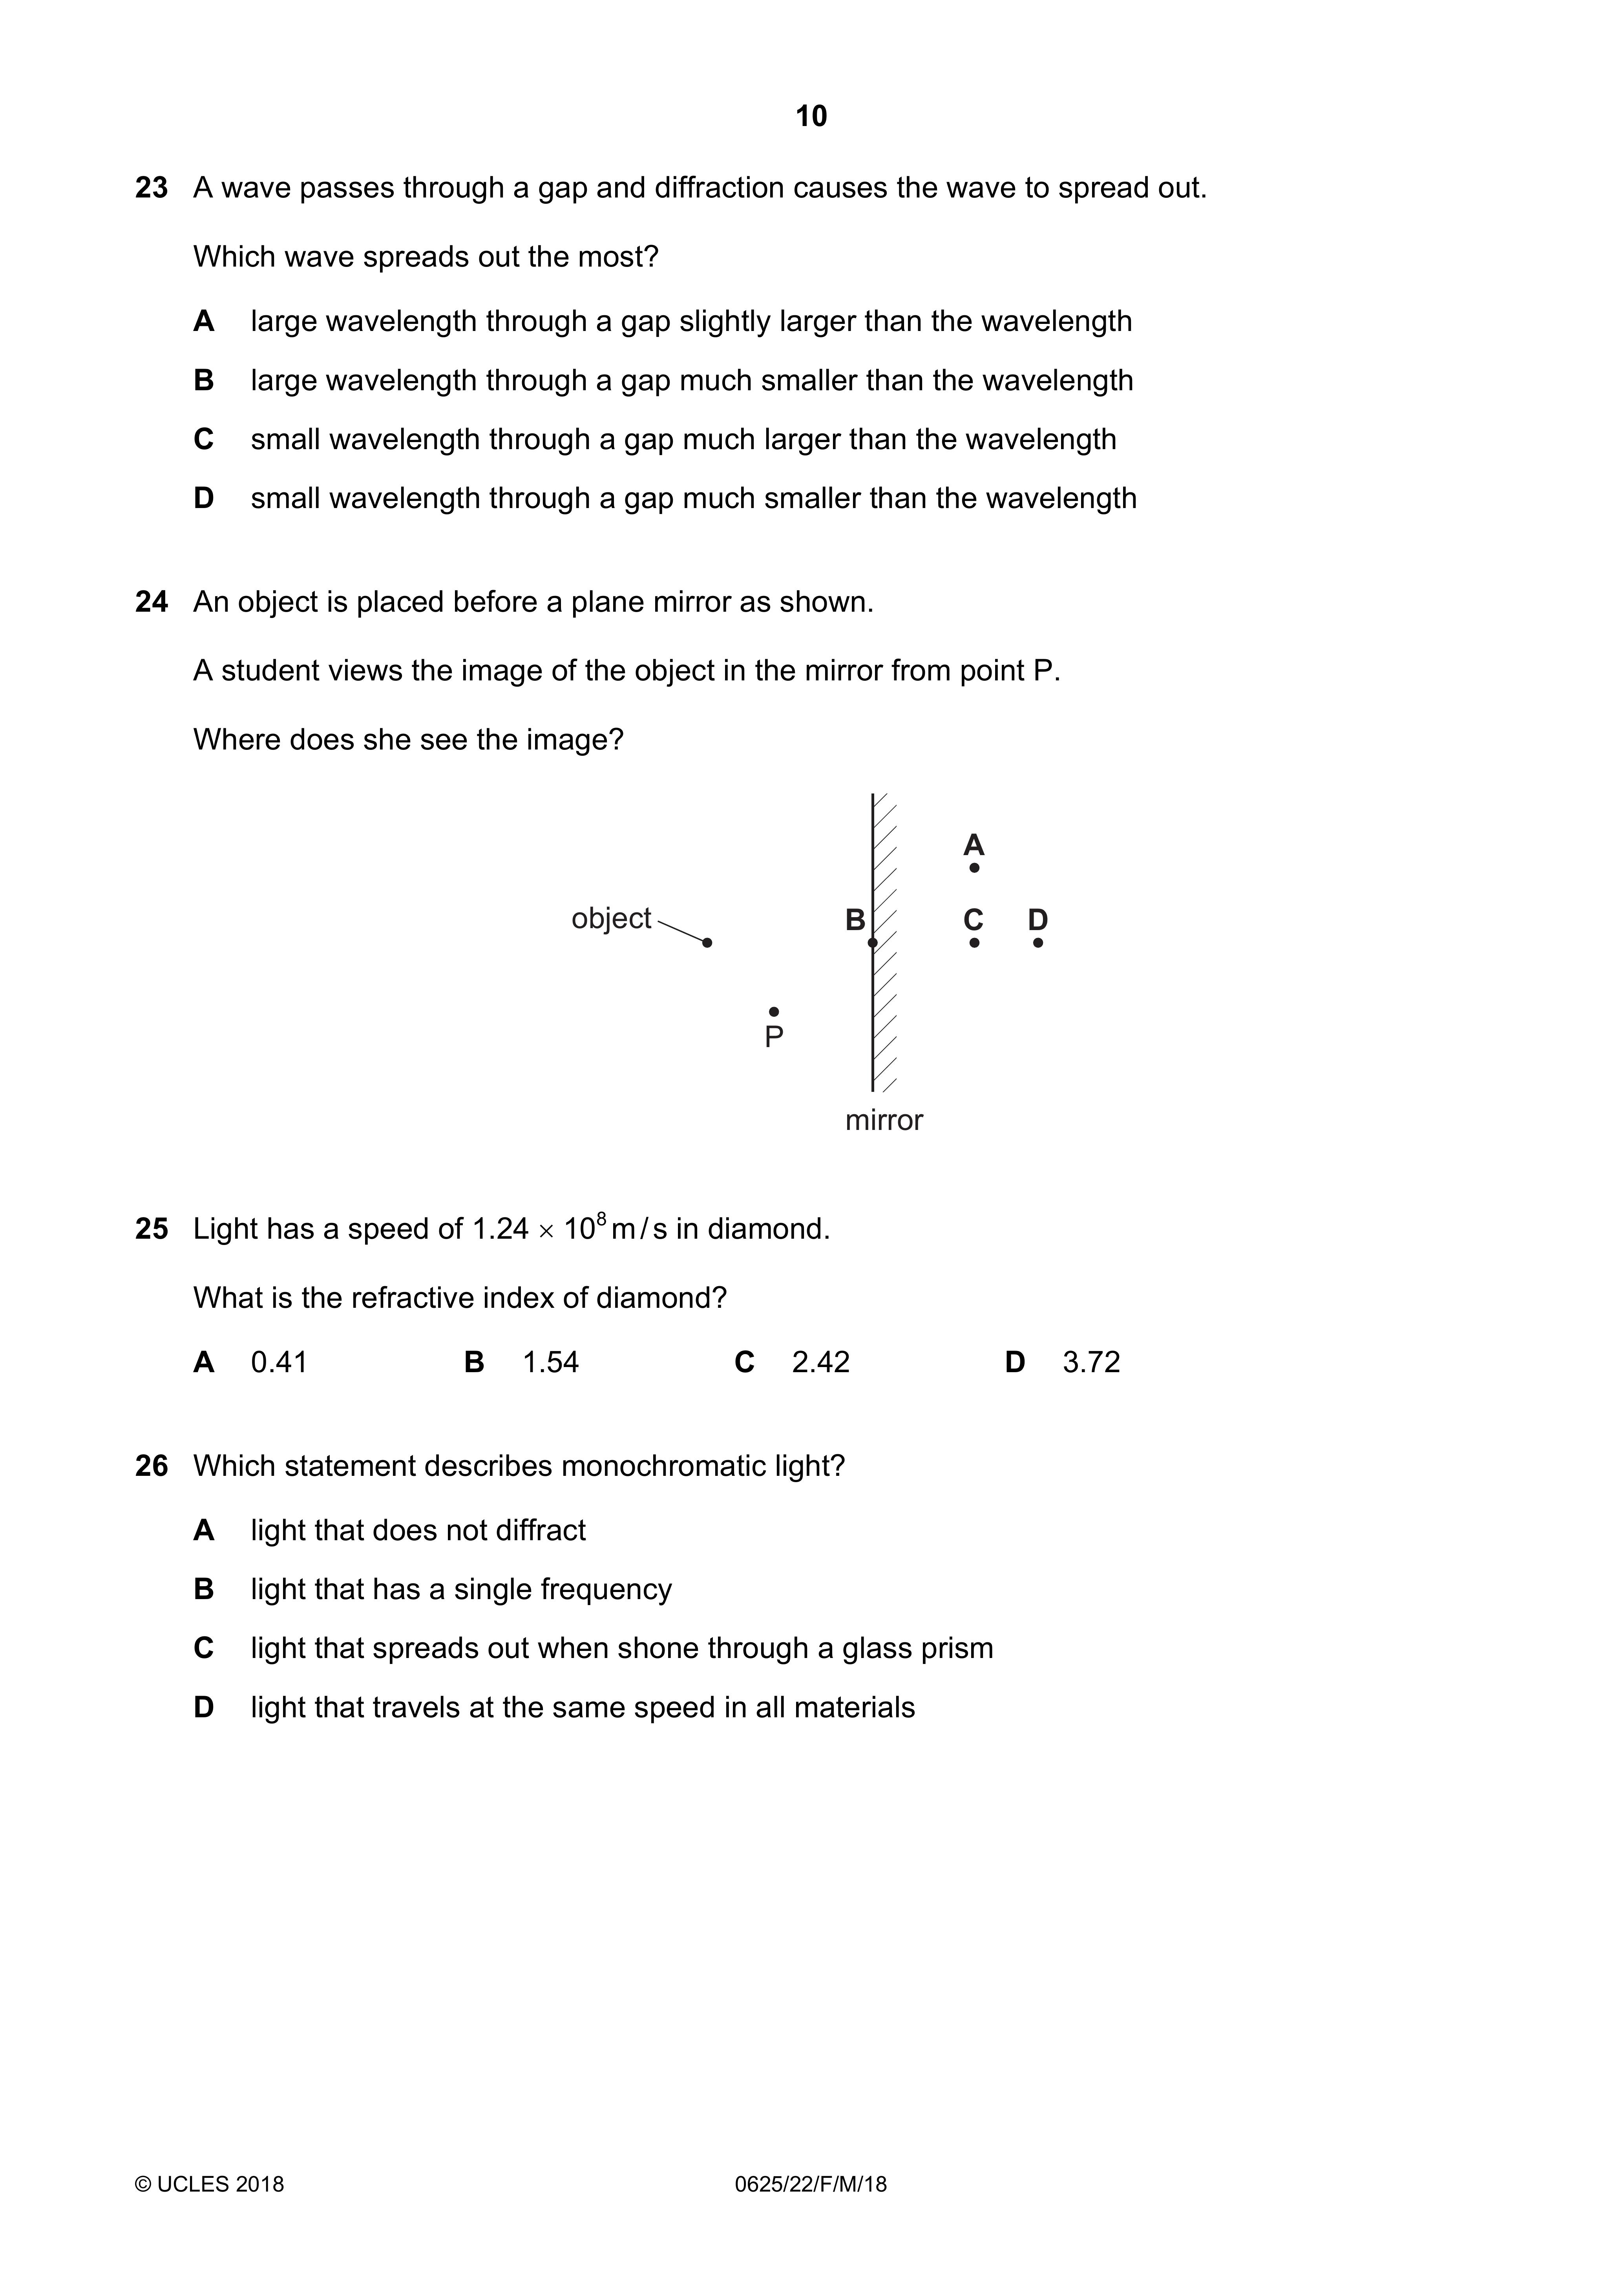 10
23 A wave passes through a gap and diffraction causes the wave to spread out.
Which wave spreads out the most?
A large wavelength through a gap slightly larger than the wavelength
B large wavelength through a gap much smaller than the wavelength
C small wavelength through a gap much larger than the wavelength
D small wavelength through a gap much smaller than the wavelength
24 An object is placed before a plane mirror as shown.
A student views the image of the object in the mirror from point P.
Where does she see the image?
A
object B C D
P
mirror
25 Light has a speed of 1.24 × 10⁸ m / s in diamond.
What is the refractive index of diamond?
A 0.41 B 1.54 C 2.42 D 3.72
26 Which statement describes monochromatic light?
A light that does not diffract
B light that has a single frequency
C light that spreads out when shone through a glass prism
D light that travels at the same speed in all materials
© UCLES 2018 0625/22/F/M/18